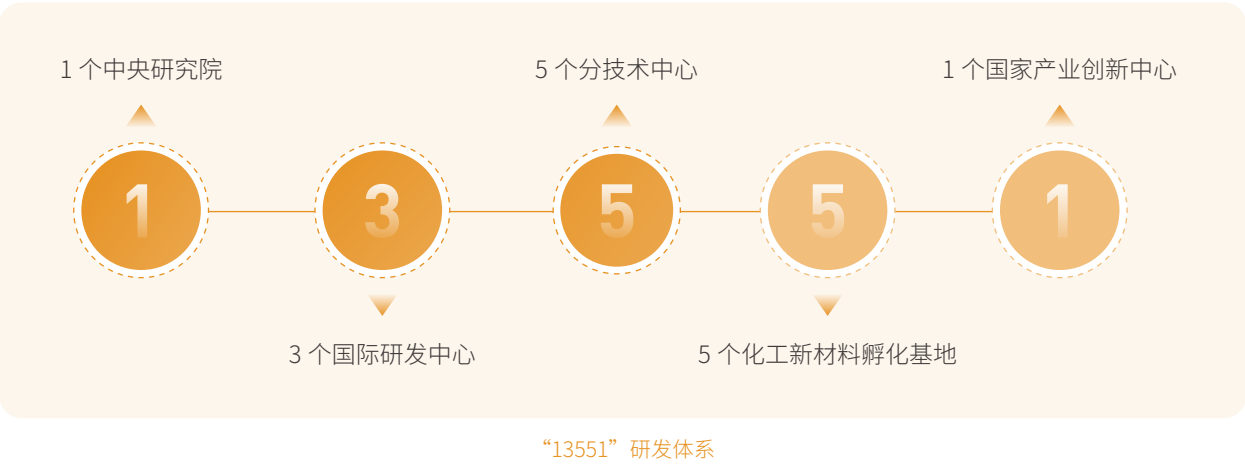 1 个中央研究院
5 个分技术中心
1 个国家产业创新中心
1
3
5
5
1
3 个国际研发中心
5 个化工新材料孵化基地
“13551”研发体系